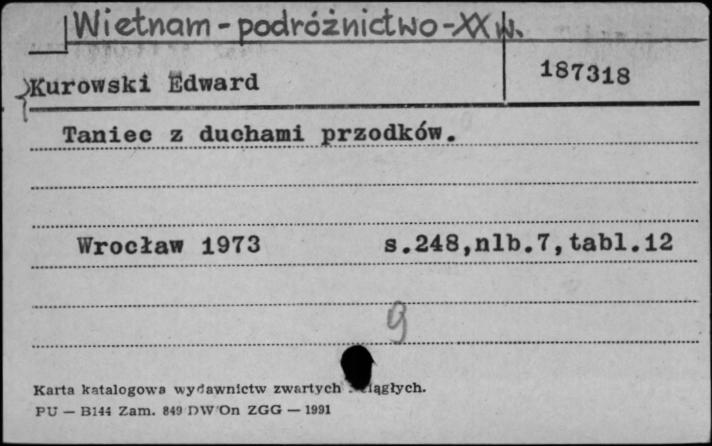 Wietnam - podróżnictwo - XX w.
Kurowski Edward 187318
Taniec z duchami przodków.
Wrocław 1973 s.248,nlb.7,tabl.12
9
Karta katalogowa wydawnictw zwartych ciągłych.
PU — B144 Zam. 849 DW On ZGG — 1991